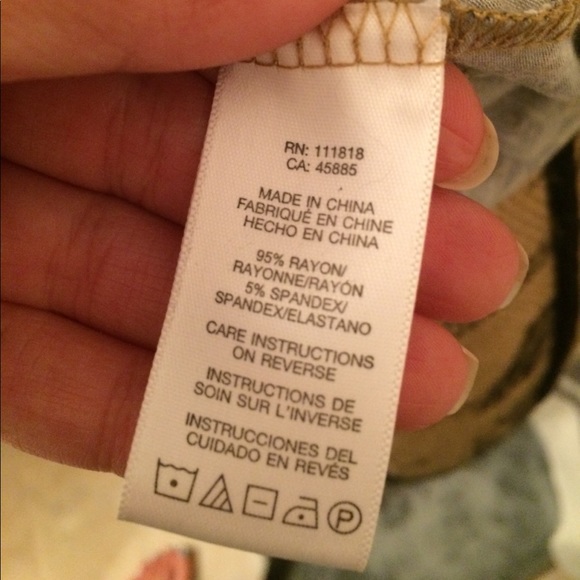 RN: 111818
CA: 45885
MADE IN CHINA
FABRIQUÉ EN CHINE
HECHO EN CHINA
95% RAYON/
RAYONNE/RAYÓN
5% SPANDEX/
SPANDEX/ELASTANO
CARE INSTRUCTIONS
ON REVERSE
INSTRUCTIONS DE
SOIN SUR L'INVERSE
INSTRUCCIONES DEL
CUIDADO EN REVÉS
P